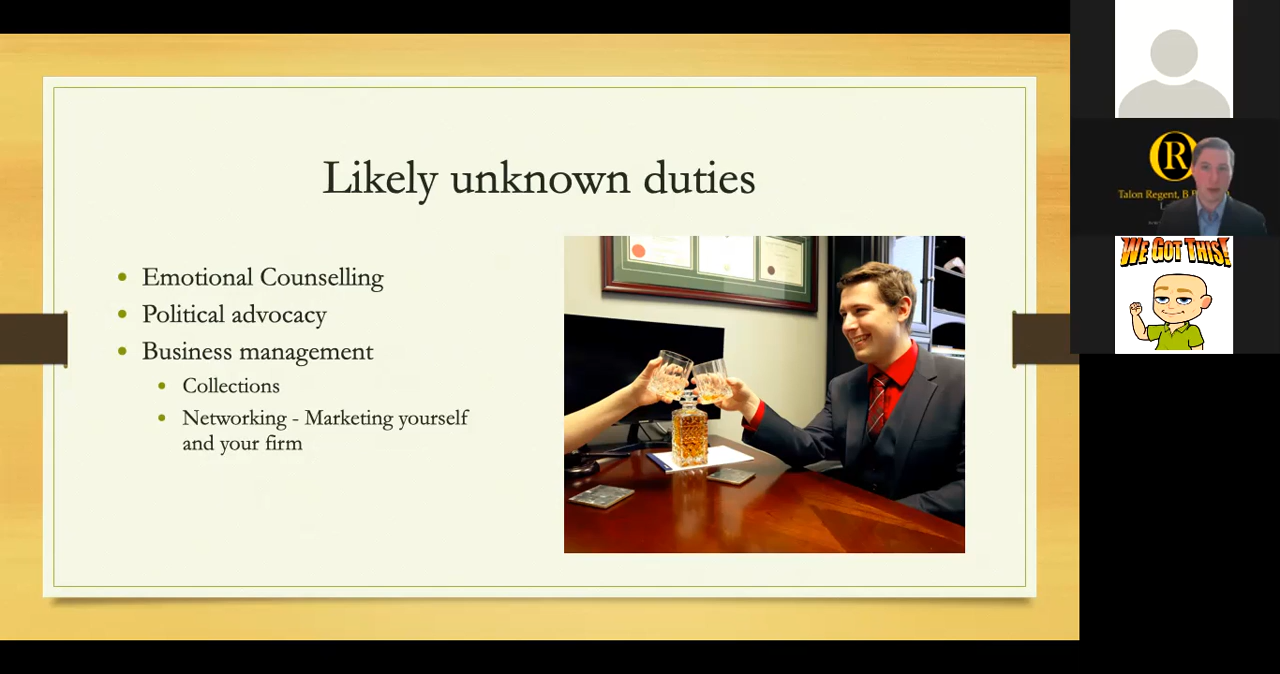 Likely unknown duties
Emotional Counselling
Political advocacy
Business management
Collections
Networking - Marketing yourself
and your firm
R
Talon Regent, B
WE GOT THIS!